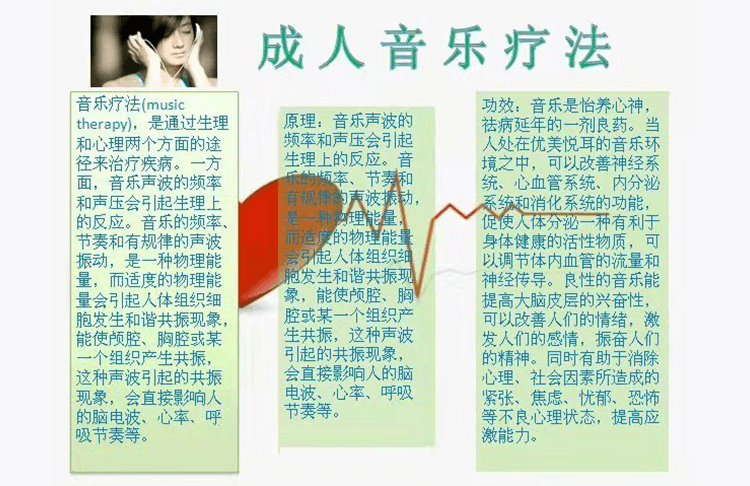 成人音乐疗法
音乐疗法(music
therapy)，是通过生理
和心理两个方面的途
径来治疗疾病。一方
面，音乐声波的频率
和声压会引起生理上
的反应。音乐的频率、
节奏和有规律的声波
振动，是一种物理能
量，而适度的物理能
量会引起人体组织细
胞发生和谐共振现象，
能使颅腔、胸腔或某
一个组织产生共振，
这种声波引起的共振
现象，会直接影响人
的脑电波、心率、呼
吸节奏等。
原理：音乐声波的
频率和声压会引起
生理上的反应。音
乐的频率、节奏和
有规律的声波振动，
是一种物理能量，
而适度的物理能量
会引起人体组织细
胞发生和谐共振现
象，能使颅腔、胸
腔或某一个组织产
生共振，这种声波
引起的共振现象，
会直接影响人的脑
电波、心率、呼吸
节奏等。
功效：音乐是怡养心神，
祛病延年的一剂良药。当
人处在优美悦耳的音乐环
境之中，可以改善神经系
统、心血管系统、内分泌
系统和消化系统的功能，
促使人体分泌一种有利于
身体健康的活性物质，可
以调节体内血管的流量和
神经传导。良性的音乐能
提高大脑皮层的兴奋性，
可以改善人们的情绪，激
发人们的感情，振奋人们
的精神。同时有助于消除
心理、社会因素所造成的
紧张、焦虑、忧郁、恐怖
等不良心理状态，提高应
激能力。